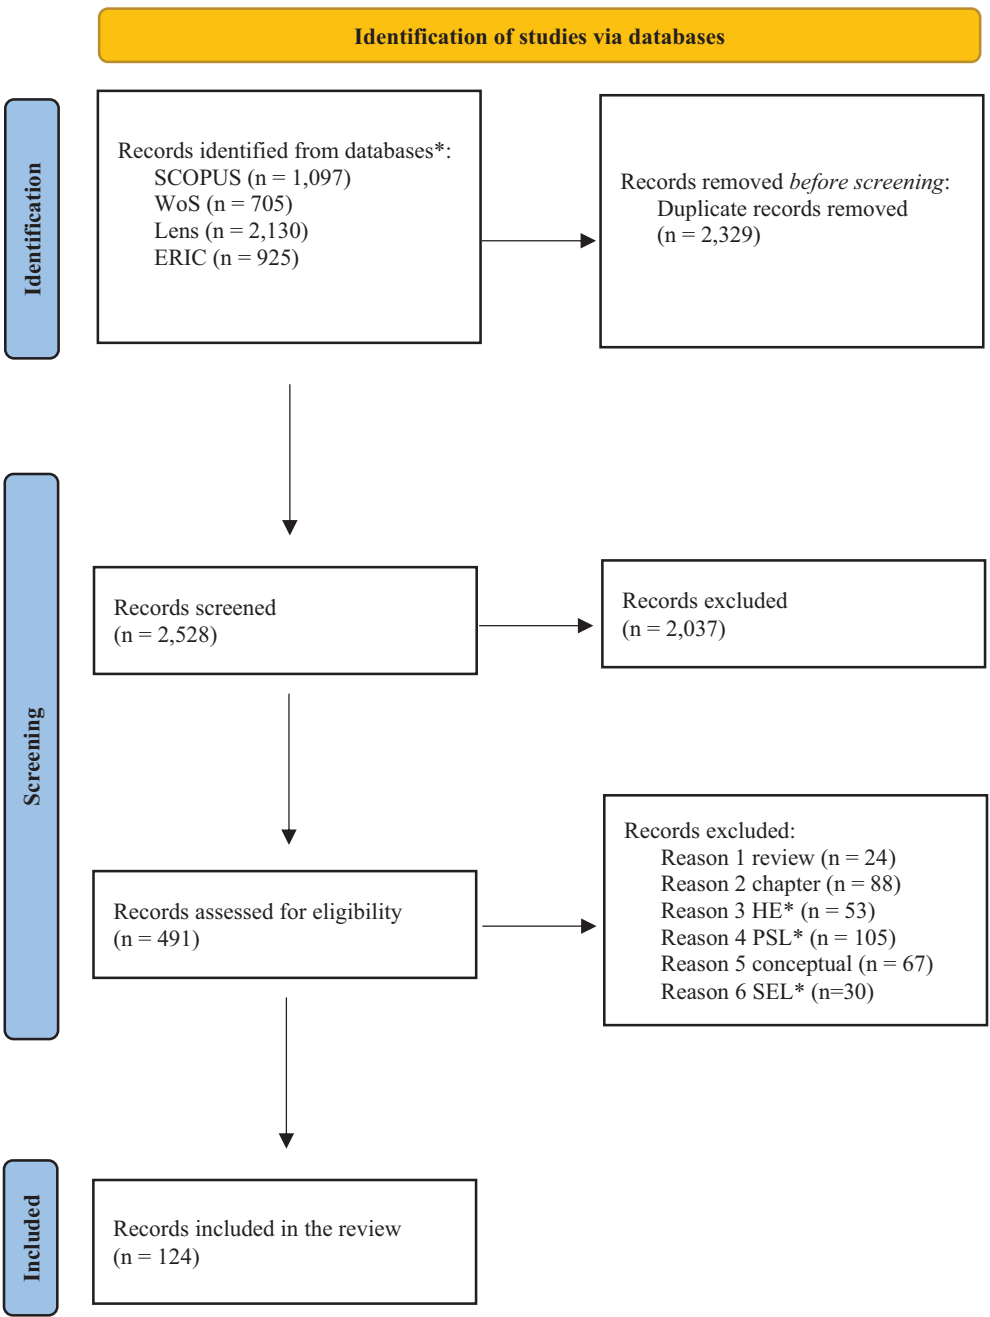 Identification of studies via databases
Identification
Records identified from databases*:
SCOPUS (n = 1,097)
WoS (n = 705)
Lens (n = 2,130)
ERIC (n = 925)
Records removed before screening:
Duplicate records removed
(n = 2,329)
Screening
Records screened
(n = 2,528)
Records excluded
(n = 2,037)
Records assessed for eligibility
(n = 491)
Records excluded:
Reason 1 review (n = 24)
Reason 2 chapter (n = 88)
Reason 3 HE* (n = 53)
Reason 4 PSL* (n = 105)
Reason 5 conceptual (n = 67)
Reason 6 SEL* (n=30)
Included
Records included in the review
(n = 124)